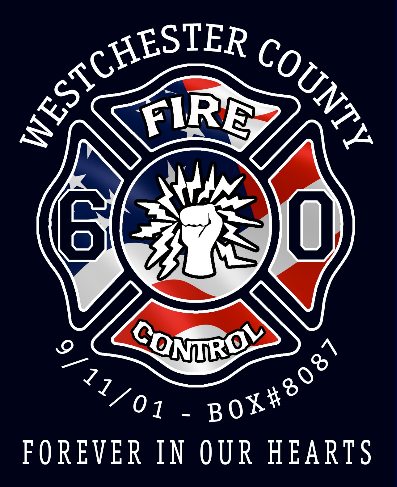 WESTCHESTER COUNTY
FIRE
6 0
CONTROL
9/11/01 - BOX#8087
FOREVER IN OUR HEARTS